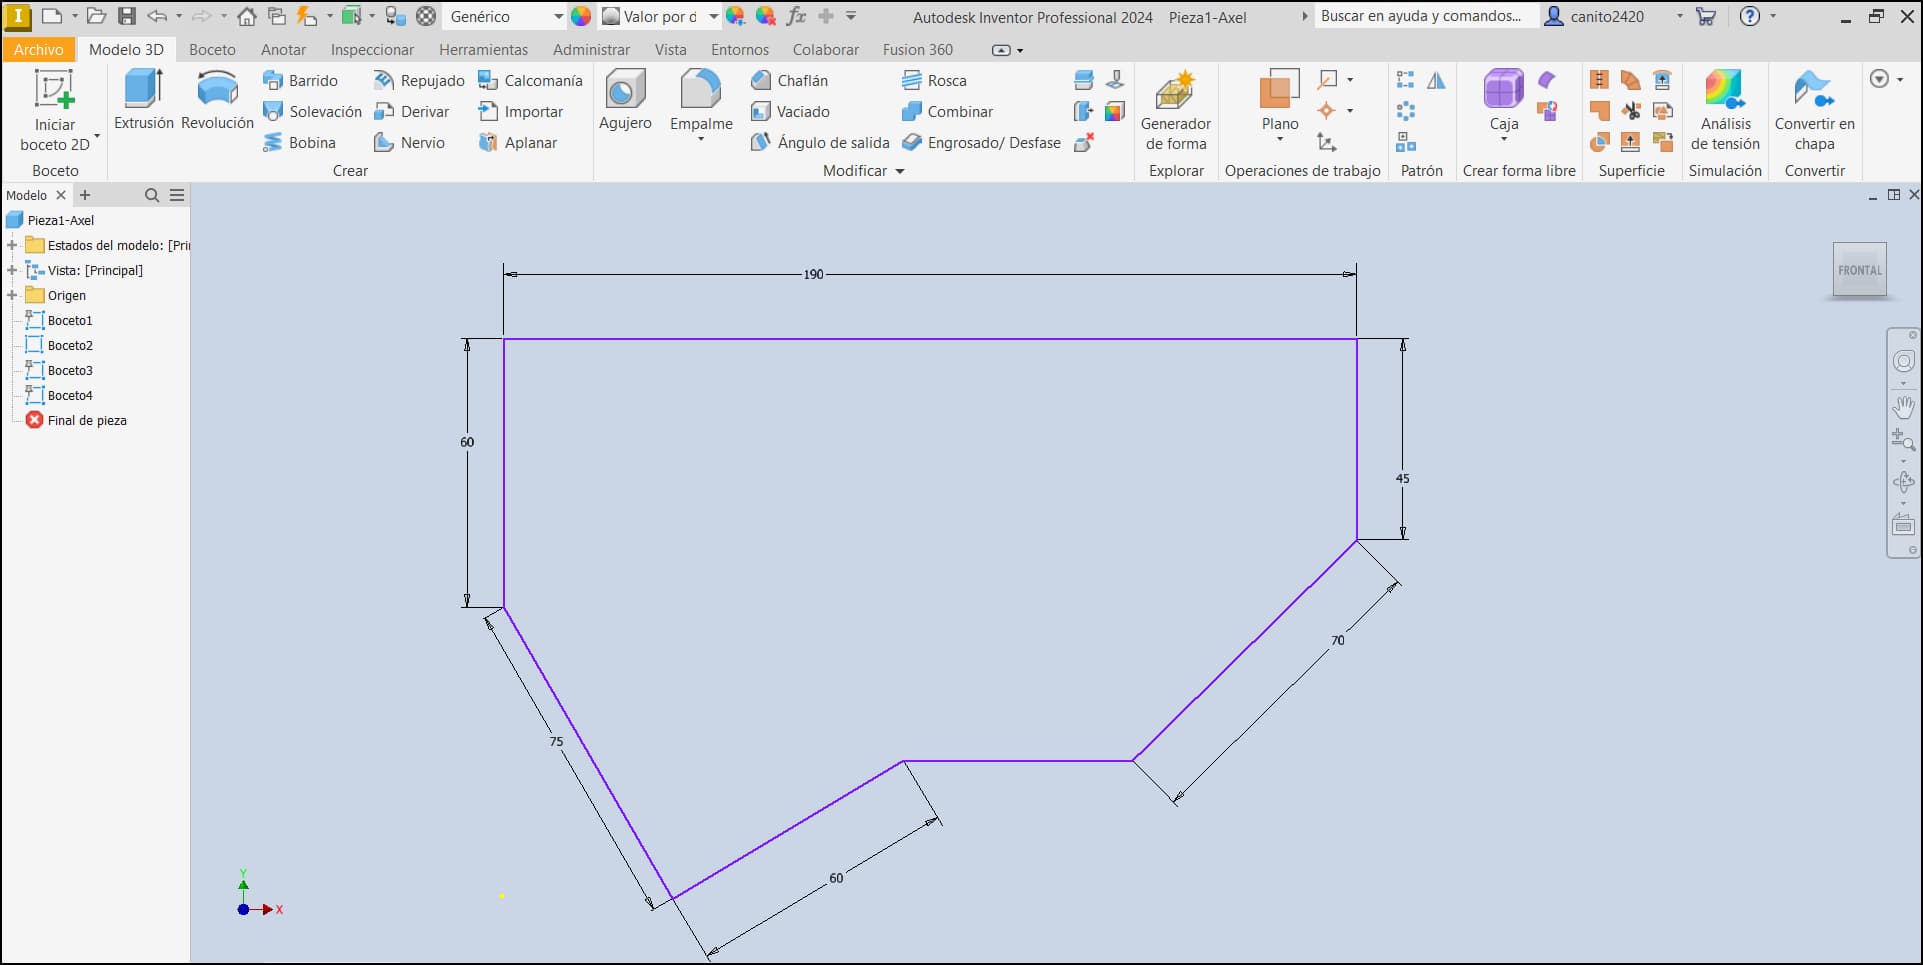 I Genérico Valor por d fx Autodesk Inventor Professional 2024 Pieza1-Axel Buscar en ayuda y comandos... canito2420 ?
Archivo Modelo 3D Boceto Anotar Inspeccionar Herramientas Administrar Vista Entornos Colaborar Fusion 360
Iniciar
boceto 2D
Boceto
Extrusión
Revolución
Barrido
Solevación
Bobina
Repujado
Derivar
Nervio
Calcomanía
Importar
Aplanar
Crear
Agujero
Empalme
Chaflán
Vaciado
Ángulo de salida
Rosca
Combinar
Engrosado/ Desfase
Modificar
Generador
de forma
Explorar
Plano
Operaciones de trabajo
Patrón
Caja
Crear forma libre
Superficie
Análisis
de tensión
Simulación
Convertir en
chapa
Convertir
Modelo
Pieza1-Axel
Estados del modelo: [Pri
Vista: [Principal]
Origen
Boceto1
Boceto2
Boceto3
Boceto4
Final de pieza
FRONTAL
190
60
45
70
75
60
Y
X